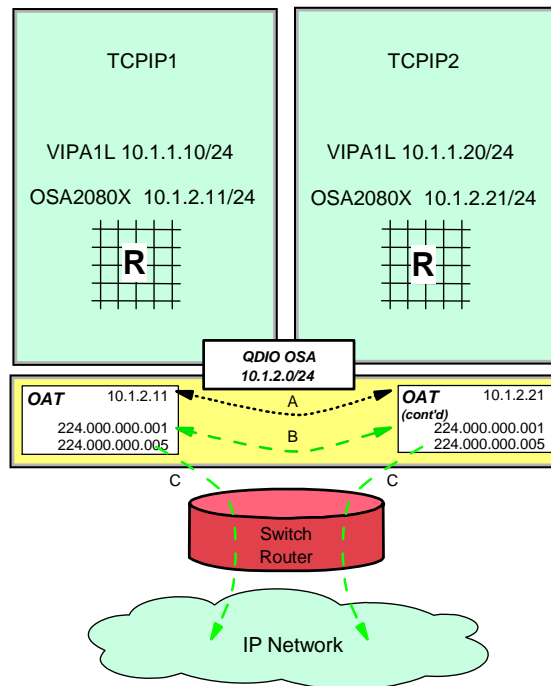 TCPIP1
VIPA1L 10.1.1.10/24
OSA2080X 10.1.2.11/24
R
TCPIP2
VIPA1L 10.1.1.20/24
OSA2080X 10.1.2.21/24
R
QDIO OSA
10.1.2.0/24
OAT 10.1.2.11
224.000.000.001
224.000.000.005
A
B
OAT 10.1.2.21
(cont'd)
224.000.000.001
224.000.000.005
C
C
Switch
Router
IP Network